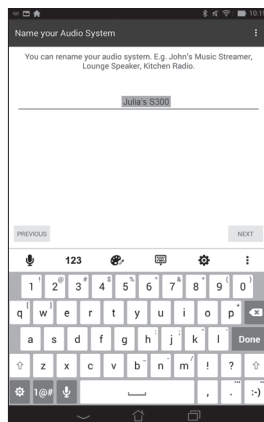 10:15
Name your Audio System
You can rename your audio system. E.g. John's Music Streamer,
Lounge Speaker, Kitchen Radio.
Julia's S300
PREVIOUS NEXT
123
1 ! 2 @ 3 # 4 $ 5 % 6 ^ 7 & 8 * 9 ( 0 )
q [ w ] e r t y u i o p +
a s d f g h : j ; k " l ' Done
z x c v b - n _ m / ! ?
1@# , . :-)